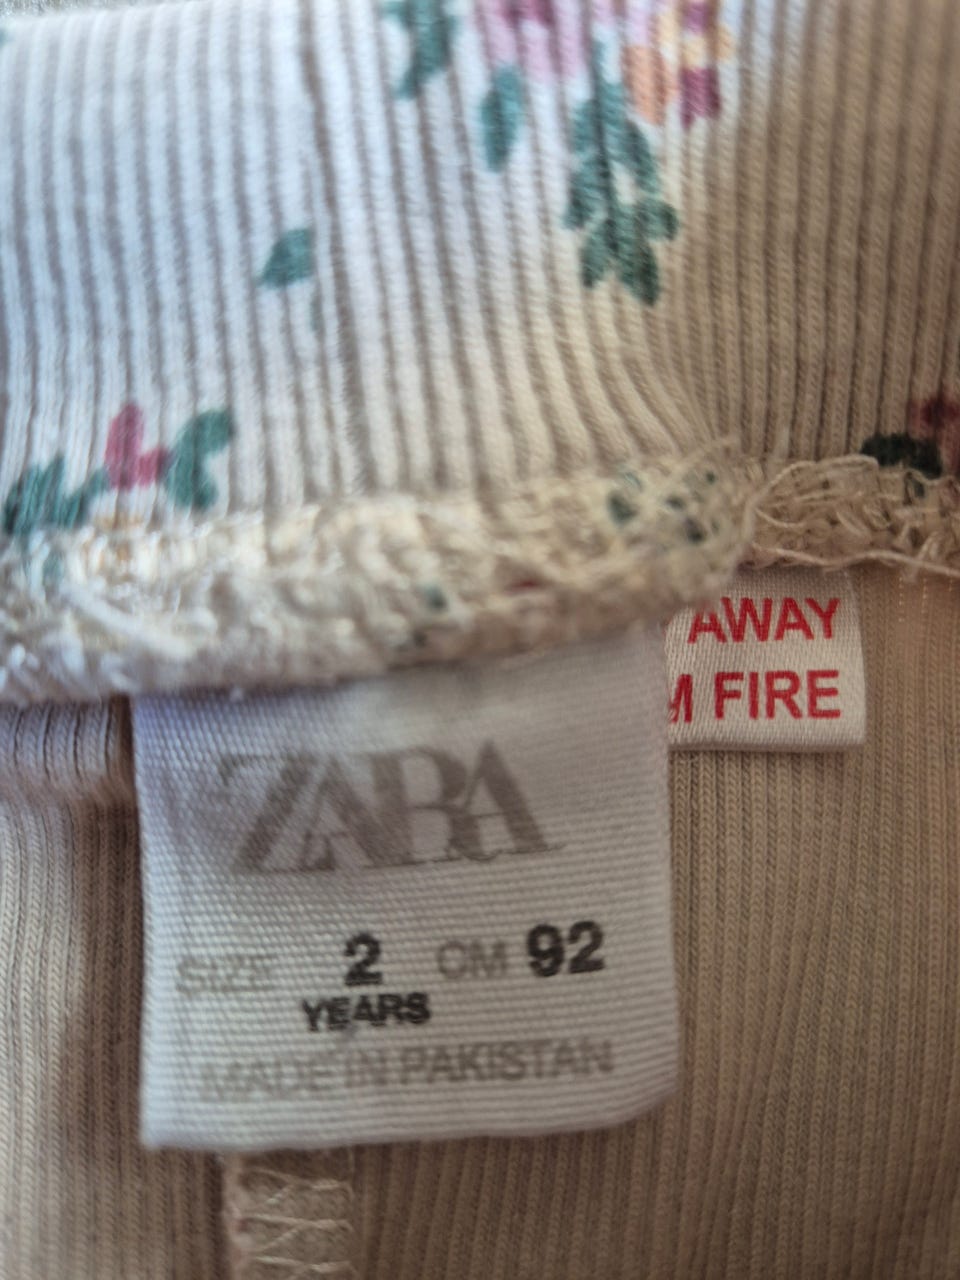 AWAY
FIRE
ZARA
SIZE 2 CM 92
YEARS
MADE IN PAKISTAN